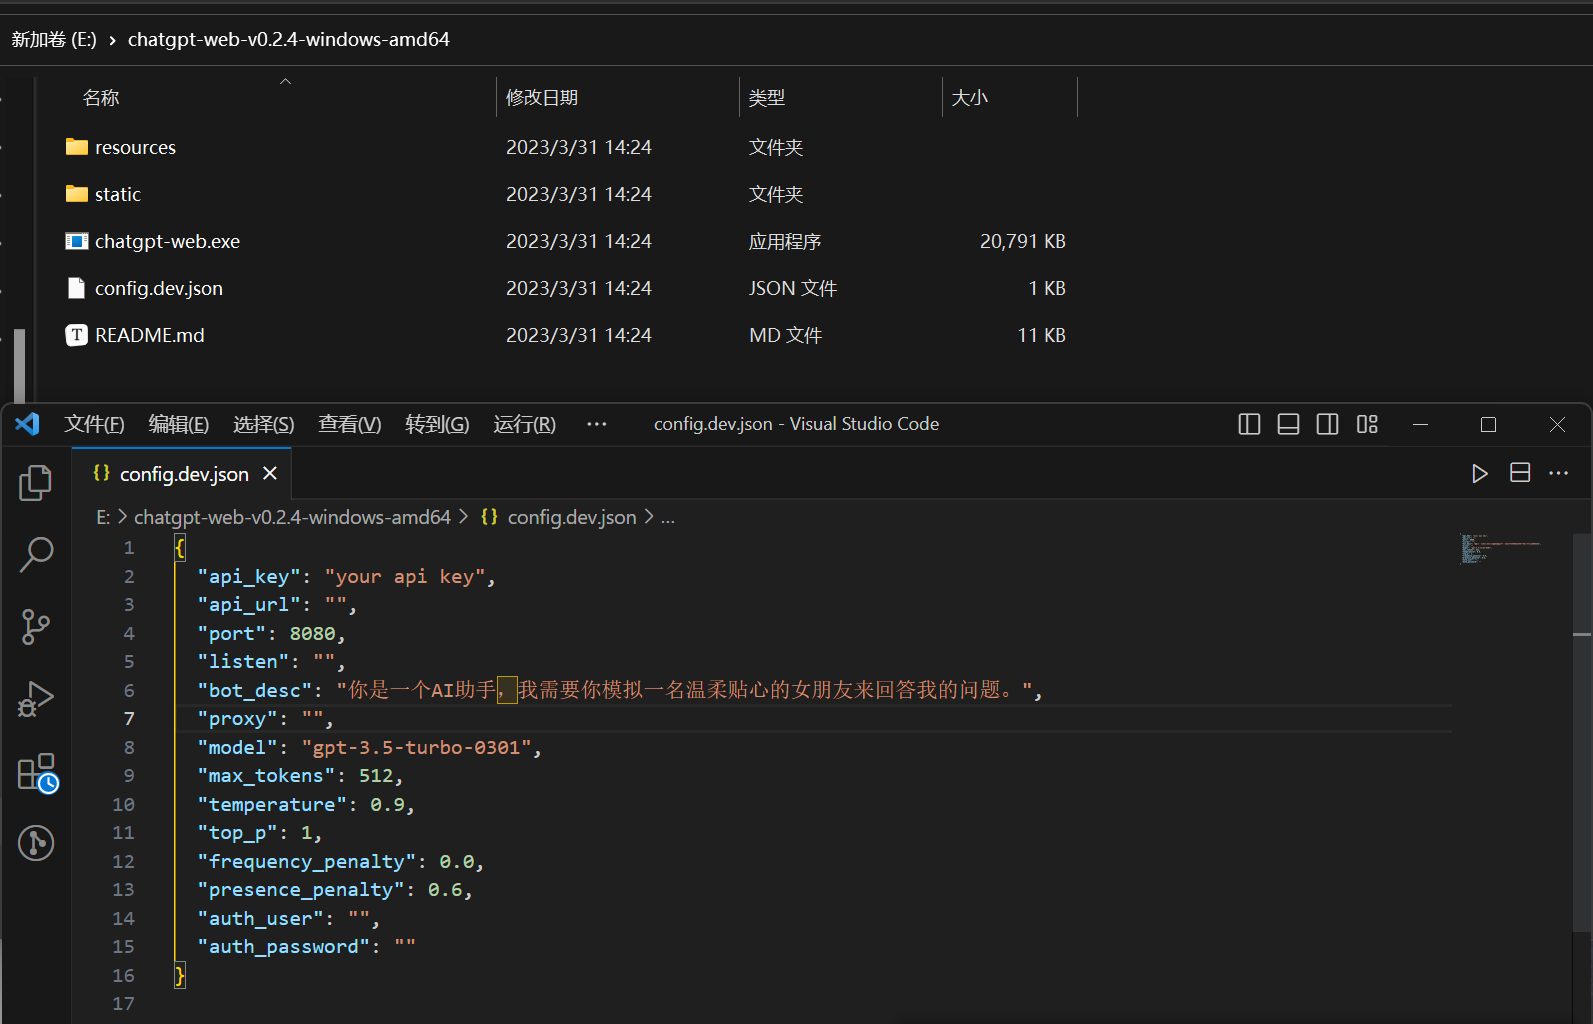 新加卷 (E:) › chatgpt-web-v0.2.4-windows-amd64
名称 修改日期 类型 大小
resources 2023/3/31 14:24 文件夹
static 2023/3/31 14:24 文件夹
chatgpt-web.exe 2023/3/31 14:24 应用程序 20,791 KB
config.dev.json 2023/3/31 14:24 JSON 文件 1 KB
README.md 2023/3/31 14:24 MD 文件 11 KB
文件(F) 编辑(E) 选择(S) 查看(V) 转到(G) 运行(R) ··· config.dev.json - Visual Studio Code
{} config.dev.json ×
E: > chatgpt-web-v0.2.4-windows-amd64 > {} config.dev.json > ...
1 {
2 "api_key": "your api key",
3 "api_url": "",
4 "port": 8080,
5 "listen": "",
6 "bot_desc": "你是一个AI助手，我需要你模拟一名温柔贴心的女朋友来回答我的问题。",
7 "proxy": "",
8 "model": "gpt-3.5-turbo-0301",
9 "max_tokens": 512,
10 "temperature": 0.9,
11 "top_p": 1,
12 "frequency_penalty": 0.0,
13 "presence_penalty": 0.6,
14 "auth_user": "",
15 "auth_password": ""
16 }
17